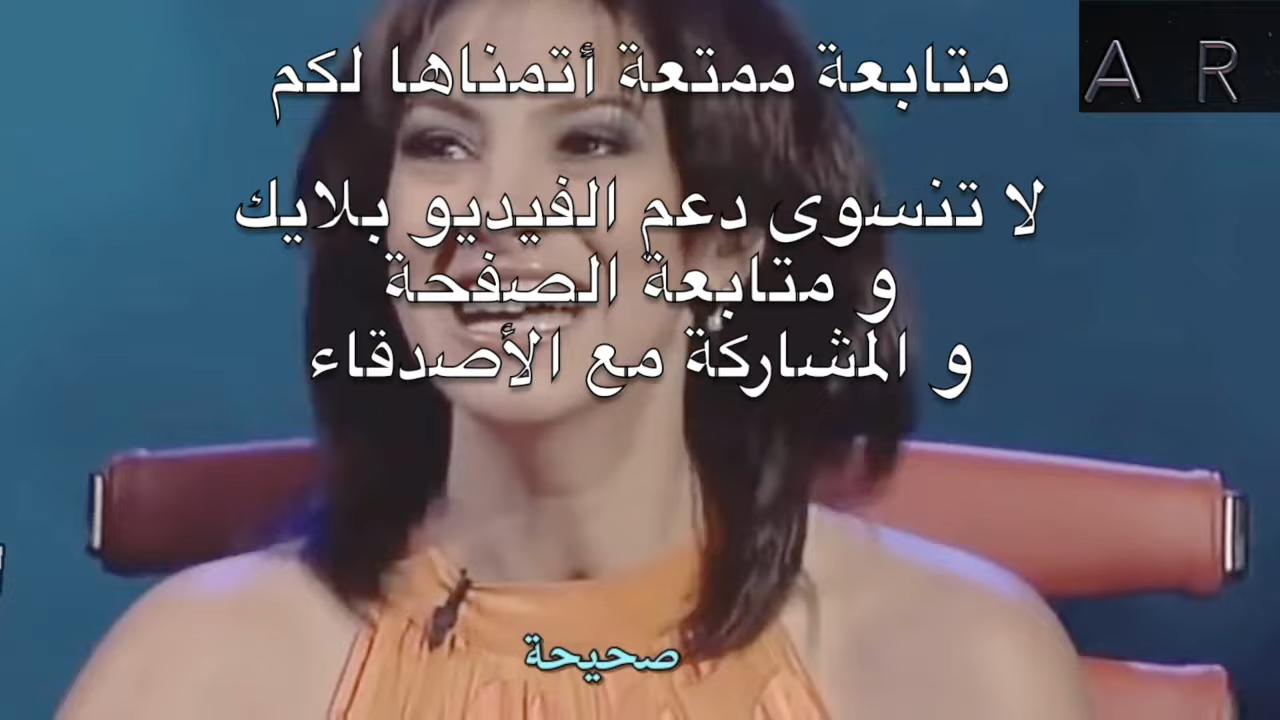 متابعة ممتعة أتمناها لكم
A R
لا تنسوى دعم الفيديو بلايك
و متابعة الصفحة
و المشاركة مع الأصدقاء
صحيحة